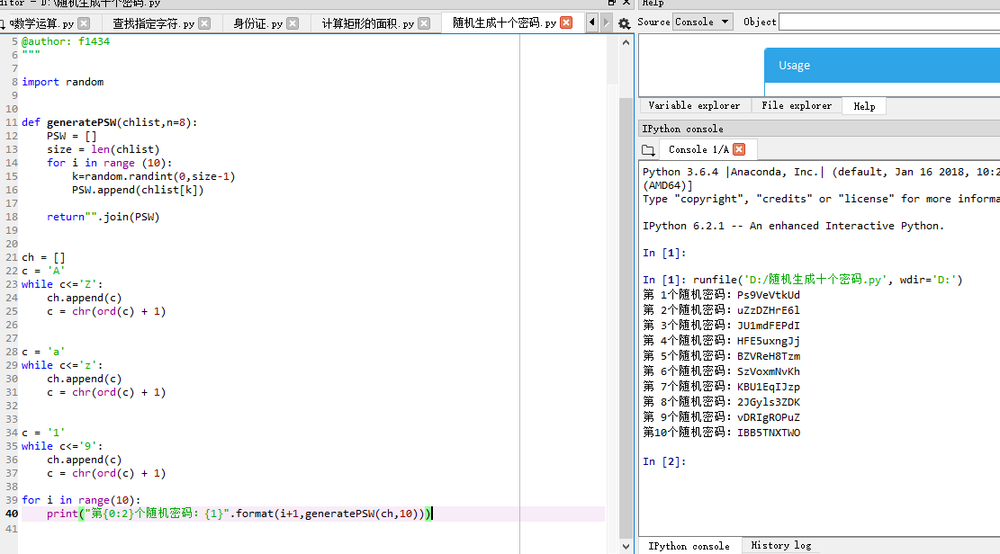 ditor - D:\随机生成十个密码.py
数学运算.py
查找指定字符.py
身份证.py
计算矩形的面积.py
随机生成十个密码.py
5 @author: f1434
6 """
7
8 import random
9
10
11 def generatePSW(chlist,n=8):
12 PSW = []
13 size = len(chlist)
14 for i in range (10):
15 k=random.randint(0,size-1)
16 PSW.append(chlist[k])
17
18 return"".join(PSW)
19
20
21 ch = []
22 c = 'A'
23 while c<='Z':
24 ch.append(c)
25 c = chr(ord(c) + 1)
26
27
28 c = 'a'
29 while c<='z':
30 ch.append(c)
31 c = chr(ord(c) + 1)
32
33
34 c = '1'
35 while c<='9':
36 ch.append(c)
37 c = chr(ord(c) + 1)
38
39 for i in range(10):
40 print("第{0:2}个随机密码：{1}".format(i+1,generatePSW(ch,10)))
41
Help
Source Console Object
Usage
Variable explorer File explorer Help
IPython console
Console 1/A
Python 3.6.4 |Anaconda, Inc.| (default, Jan 16 2018, 10:2
(AMD64)]
Type "copyright", "credits" or "license" for more informa
IPython 6.2.1 -- An enhanced Interactive Python.
In [1]:
In [1]: runfile('D:/随机生成十个密码.py', wdir='D:')
第 1个随机密码：Ps9VeVtkUd
第 2个随机密码：uZzDZHrE6l
第 3个随机密码：JU1mdFEPdI
第 4个随机密码：HFE5uxngJj
第 5个随机密码：BZVReH8Tzm
第 6个随机密码：SzVoxmNvKh
第 7个随机密码：KBU1EqIJzp
第 8个随机密码：2JGyls3ZDK
第 9个随机密码：vDRIgROPuZ
第10个随机密码：IBB5TNXTWO
In [2]:
IPython console History log